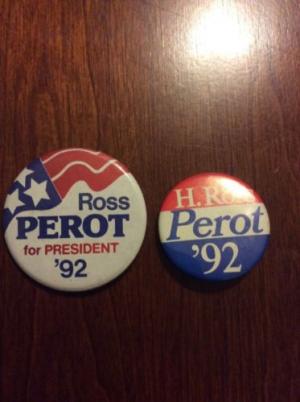 Ross
PEROT
for PRESIDENT
'92
H. Ross
Perot
'92